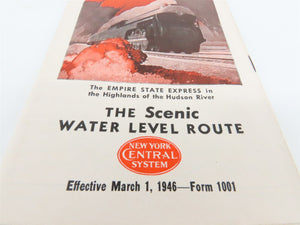 The EMPIRE STATE EXPRESS in
the Highlands of the Hudson River
THE Scenic
WATER LEVEL ROUTE
NEW YORK
CENTRAL
SYSTEM
Effective March 1, 1946—Form 1001